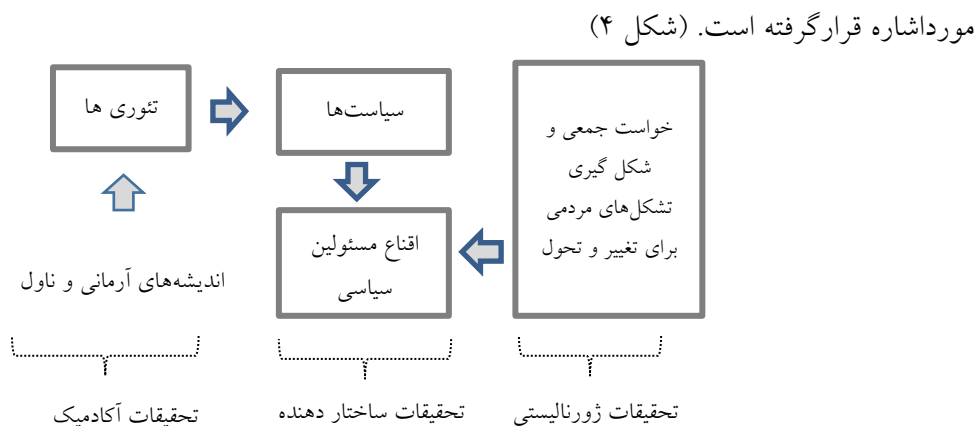 مورداشاره قرارگرفته است. (شکل ۴)
خواست جمعی و
شکل گیری
تشکل‌های مردمی
برای تغییر و تحول
سیاست‌ها
تئوری ها
اقناع مسئولین
سیاسی
اندیشه‌های آرمانی و ناول
تحقیقات ژورنالیستی
تحقیقات ساختار دهنده
تحقیقات آکادمیک